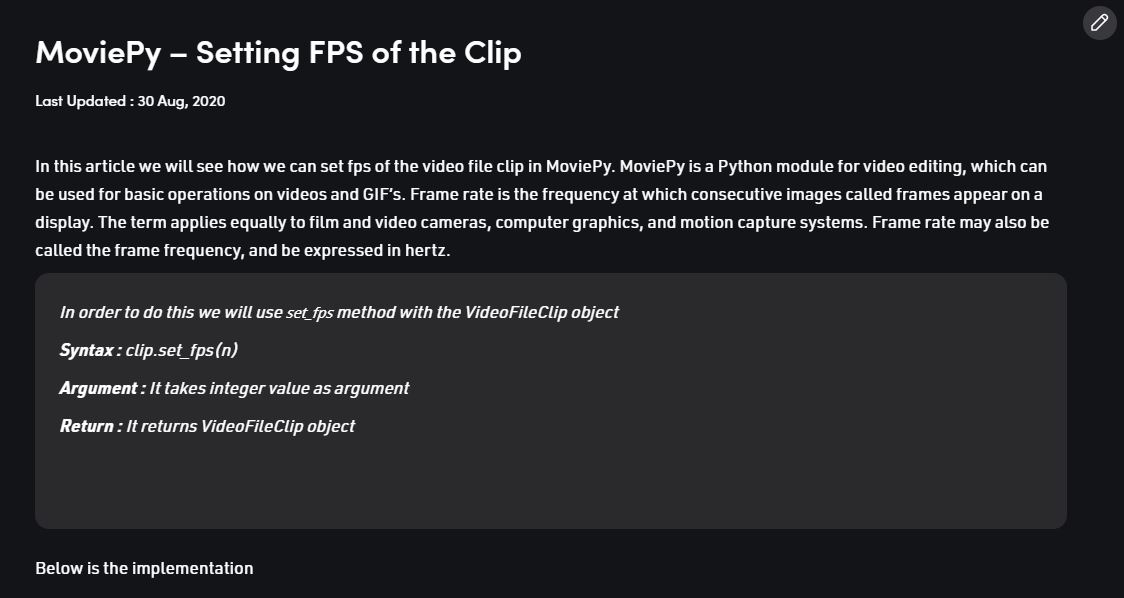 MoviePy – Setting FPS of the Clip
Last Updated : 30 Aug, 2020
In this article we will see how we can set fps of the video file clip in MoviePy. MoviePy is a Python module for video editing, which can
be used for basic operations on videos and GIF’s. Frame rate is the frequency at which consecutive images called frames appear on a
display. The term applies equally to film and video cameras, computer graphics, and motion capture systems. Frame rate may also be
called the frame frequency, and be expressed in hertz.
In order to do this we will use set_fps method with the VideoFileClip object
Syntax : clip.set_fps(n)
Argument : It takes integer value as argument
Return : It returns VideoFileClip object
Below is the implementation